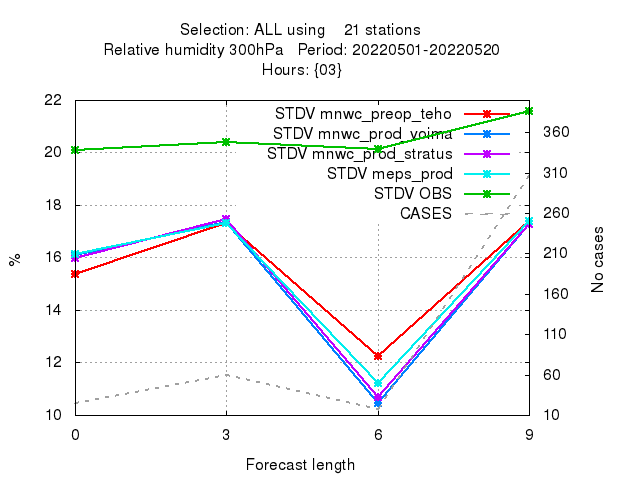 Selection: ALL using    21 stations
Relative humidity 300hPa   Period: 20220501-20220520
Hours: {03}
22
20
18
16
14
12
10
%
STDV mnwc_preop_teho
STDV mnwc_prod_voima
STDV mnwc_prod_stratus
STDV meps_prod
STDV OBS
CASES
360
310
260
210
160
110
60
10
No cases
0 3 6 9
Forecast length